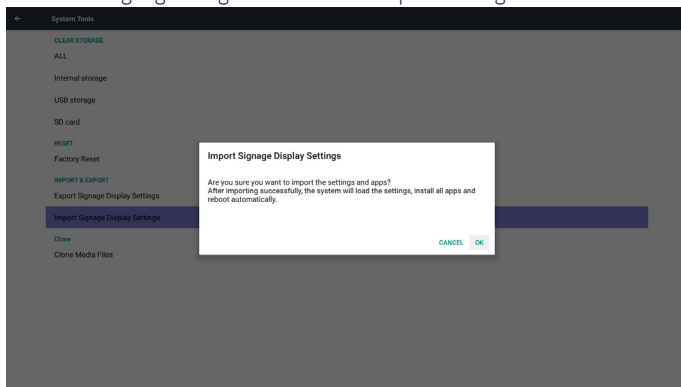 System Tools
CLEAR STORAGE
ALL
Internal storage
USB storage
SD card
RESET
Factory Reset
IMPORT & EXPORT
Export Signage Display Settings
Import Signage Display Settings
Clone
Clone Media Files
Import Signage Display Settings
Are you sure you want to import the settings and apps?
After importing successfully, the system will load the settings, install all apps and
reboot automatically.
CANCEL OK